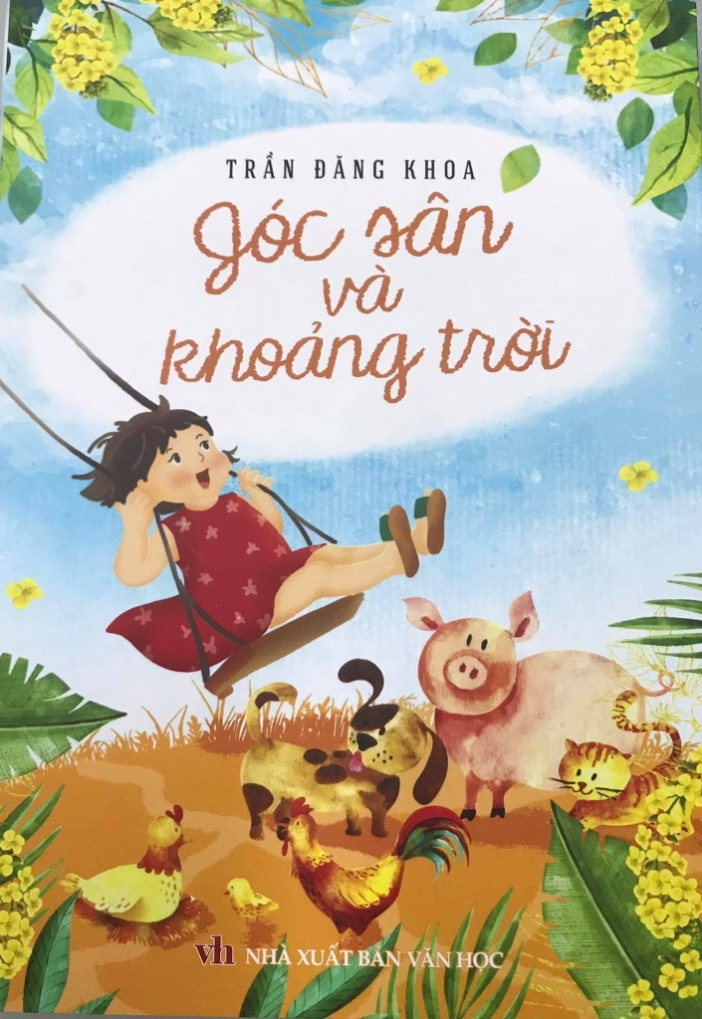 TRẦN ĐĂNG KHOA
Góc sân
và
khoảng trời
vh NHÀ XUẤT BẢN VĂN HỌC